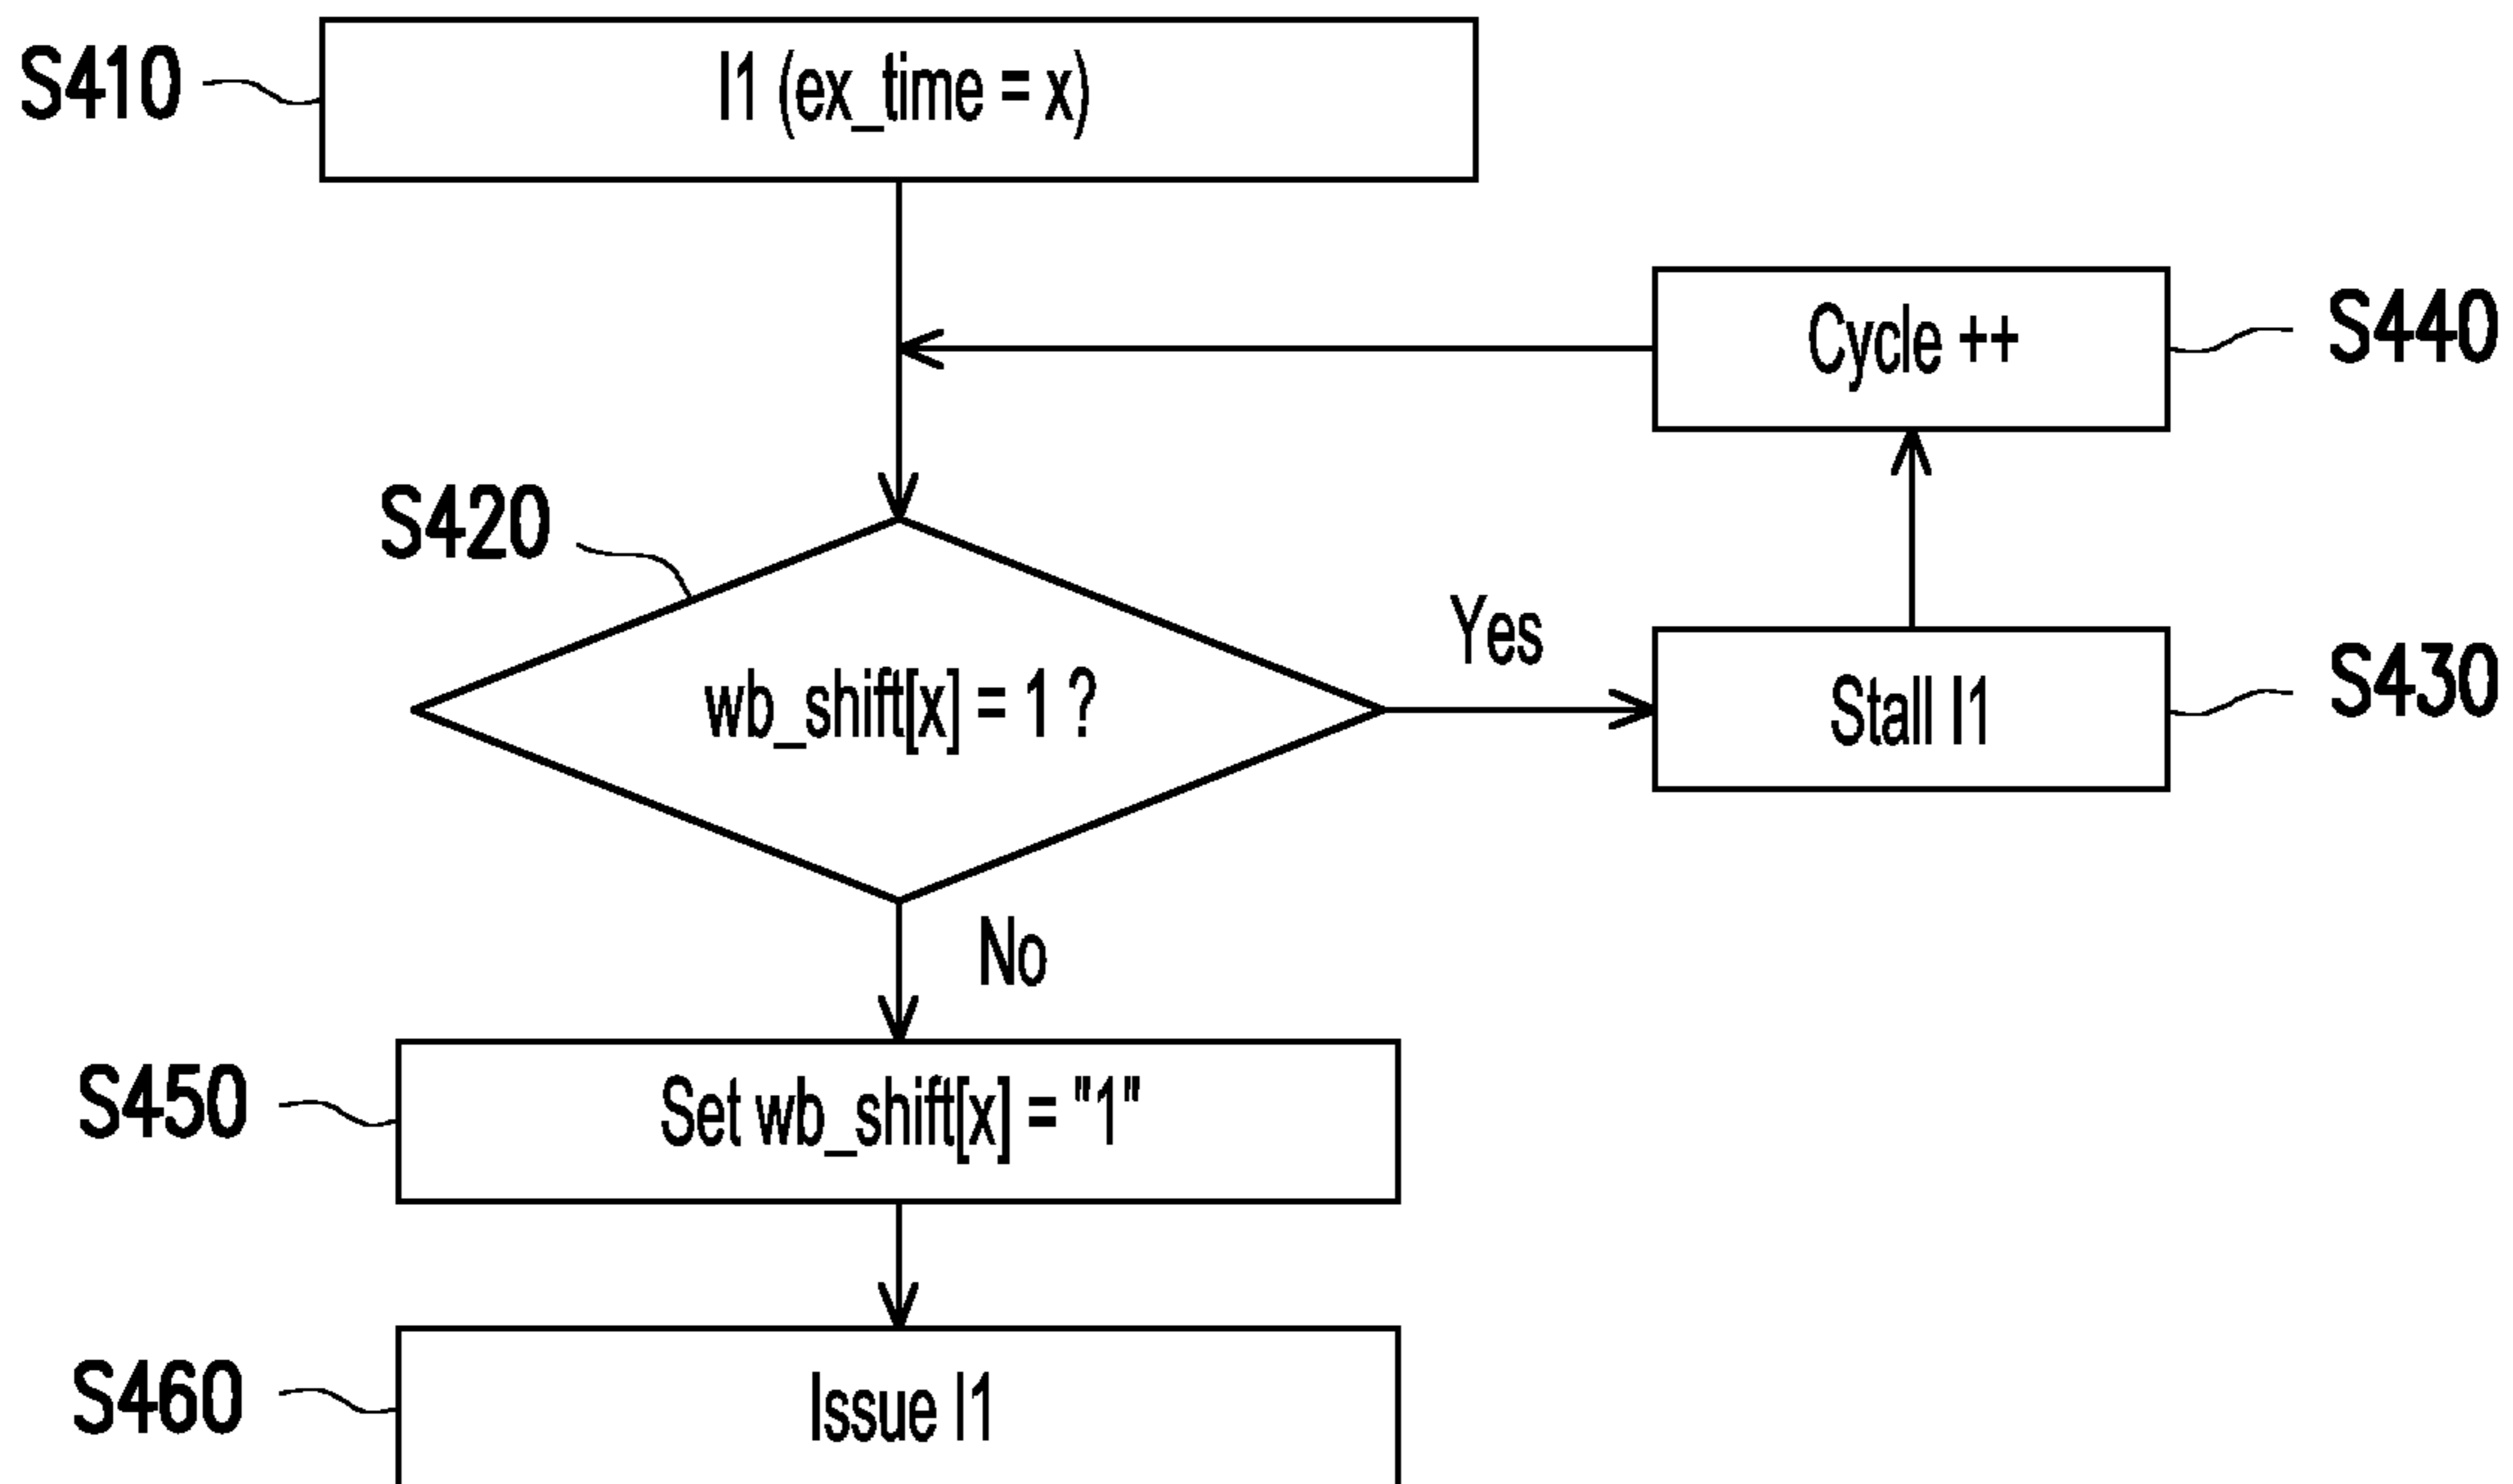 S410
I1 (ex_time = x)
Cycle ++
S440
S420
wb_shift[x] = 1 ?
Yes
Stall I1
S430
No
S450
Set wb_shift[x] = "1"
S460
Issue I1